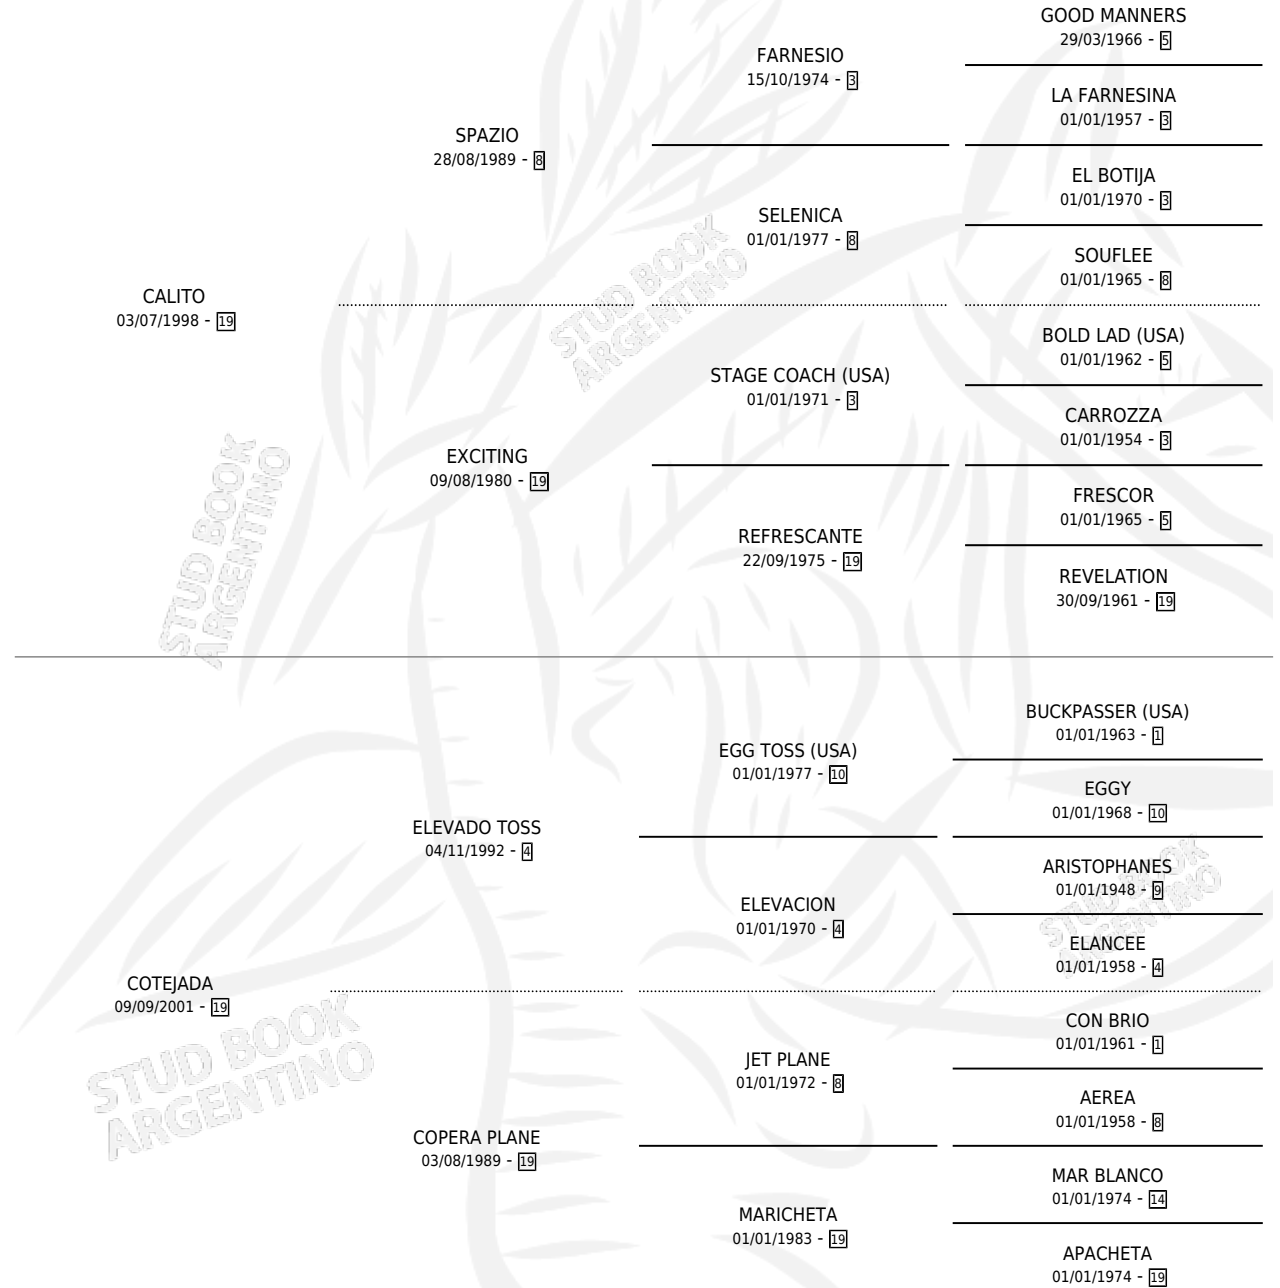 GOOD MANNERS
29/03/1966 - 5
FARNESIO
15/10/1974 - 3
LA FARNESINA
01/01/1957 - 3
SPAZIO
28/08/1989 - 8
EL BOTIJA
01/01/1970 - 3
SELENICA
01/01/1977 - 8
SOUFLEE
01/01/1965 - 8
CALITO
03/07/1998 - 19
BOLD LAD (USA)
01/01/1962 - 5
STAGE COACH (USA)
01/01/1971 - 3
CARROZZA
01/01/1954 - 3
EXCITING
09/08/1980 - 19
FRESCOR
01/01/1965 - 5
REFRESCANTE
22/09/1975 - 19
REVELATION
30/09/1961 - 19
STUD BOOK
ARGENTINO
STUD BOOK
ARGENTINO
BUCKPASSER (USA)
01/01/1963 - 1
EGG TOSS (USA)
01/01/1977 - 10
EGGY
01/01/1968 - 10
ELEVADO TOSS
04/11/1992 - 4
ARISTOPHANES
01/01/1948 - 9
ELEVACION
01/01/1970 - 4
ELANCEE
01/01/1958 - 4
COTEJADA
09/09/2001 - 19
CON BRIO
01/01/1961 - 1
JET PLANE
01/01/1972 - 8
AEREA
01/01/1958 - 8
COPERA PLANE
03/08/1989 - 19
MAR BLANCO
01/01/1974 - 14
MARICHETA
01/01/1983 - 19
APACHETA
01/01/1974 - 19
STUD BOOK
ARGENTINO
STUD BOOK
ARGENTINO